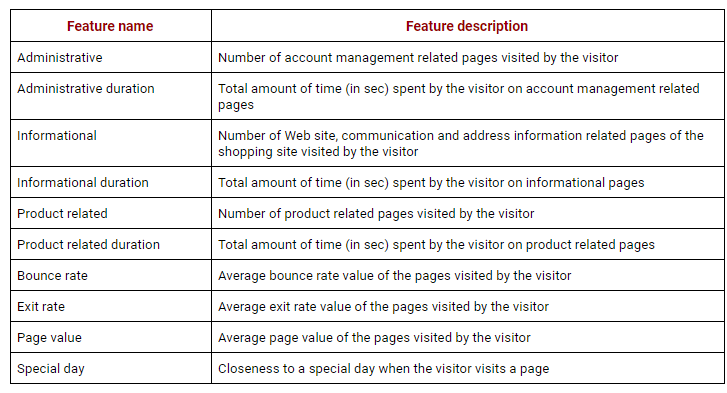 Feature name Feature description
Administrative Number of account management related pages visited by the visitor
Administrative duration Total amount of time (in sec) spent by the visitor on account management related
pages
Informational Number of Web site, communication and address information related pages of the
shopping site visited by the visitor
Informational duration Total amount of time (in sec) spent by the visitor on informational pages
Product related Number of product related pages visited by the visitor
Product related duration Total amount of time (in sec) spent by the visitor on product related pages
Bounce rate Average bounce rate value of the pages visited by the visitor
Exit rate Average exit rate value of the pages visited by the visitor
Page value Average page value of the pages visited by the visitor
Special day Closeness to a special day when the visitor visits a page